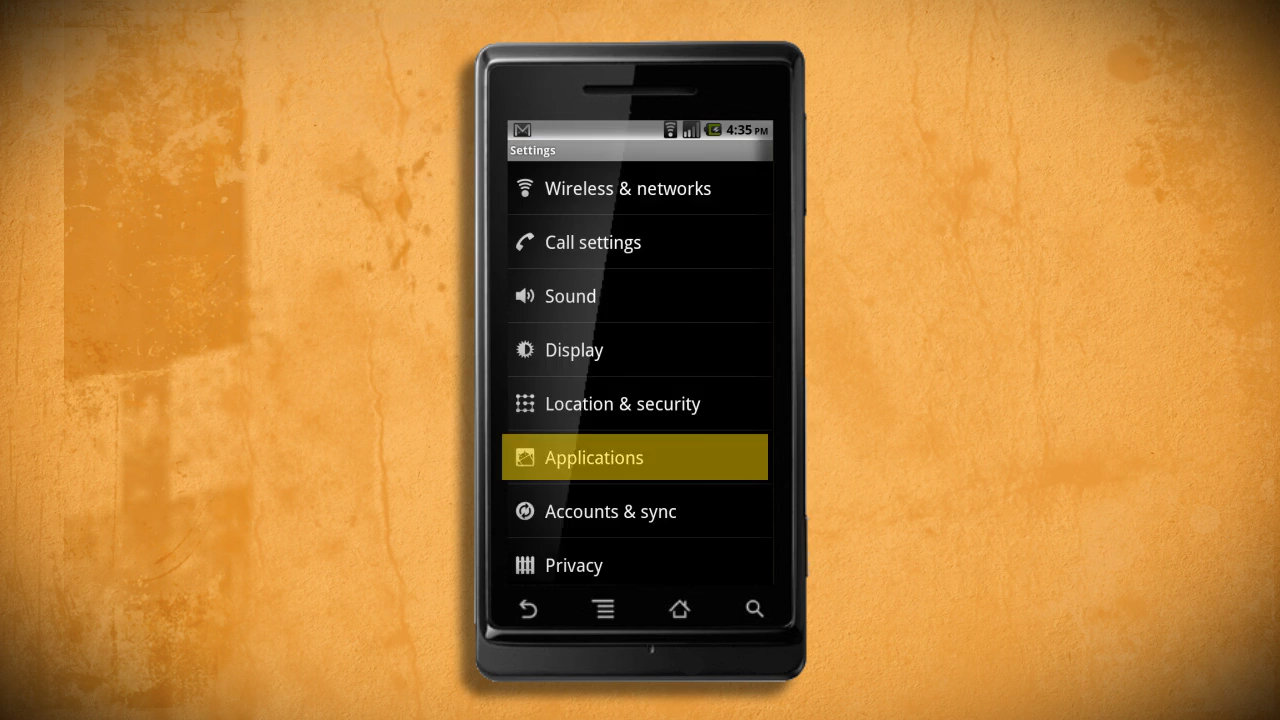 4:35 PM
Settings
Wireless & networks
Call settings
Sound
Display
Location & security
Applications
Accounts & sync
Privacy